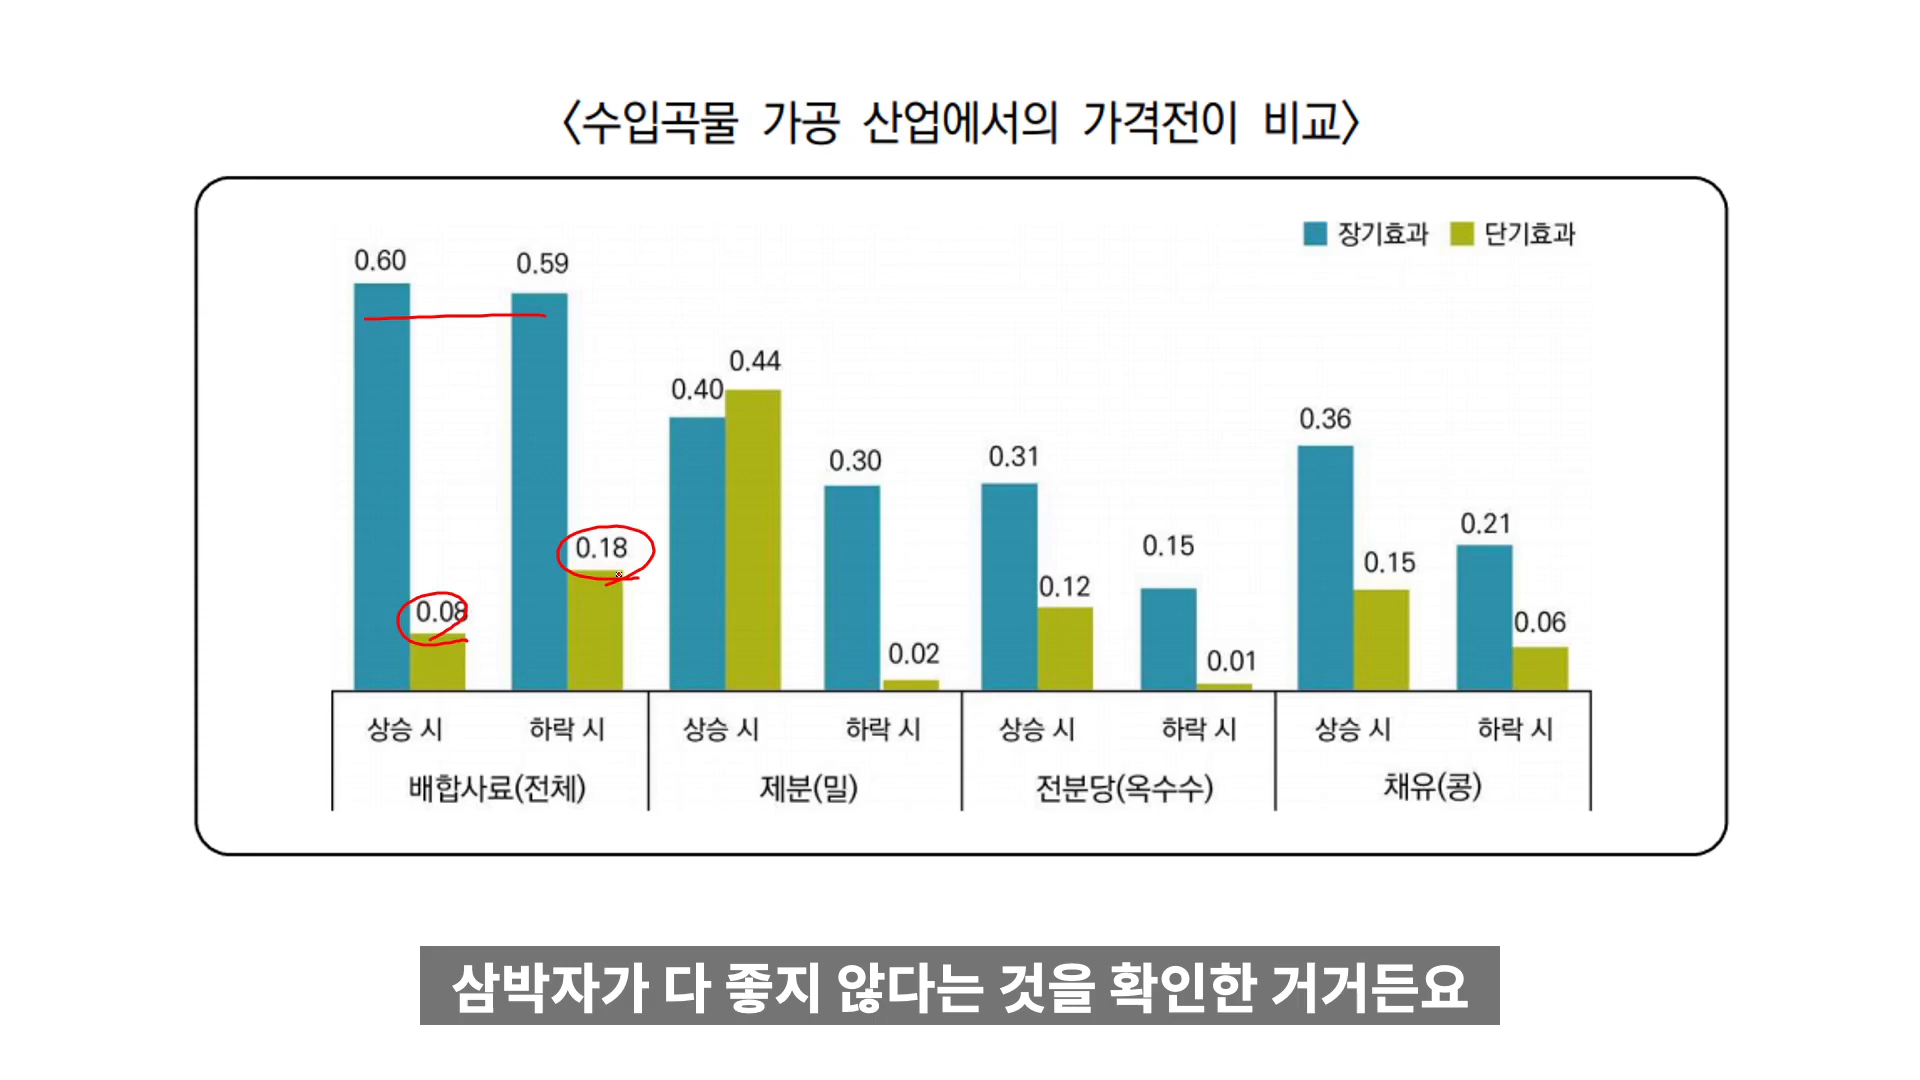 〈수입곡물 가공 산업에서의 가격전이 비교〉
장기효과 단기효과
0.60 0.08 0.59 0.18 0.40 0.44 0.30 0.02 0.31 0.12 0.15 0.01 0.36 0.15 0.21 0.06
상승 시 하락 시 상승 시 하락 시 상승 시 하락 시 상승 시 하락 시
배합사료(전체) 제분(밀) 전분당(옥수수) 채유(콩)
삼박자가 다 좋지 않다는 것을 확인한 거거든요